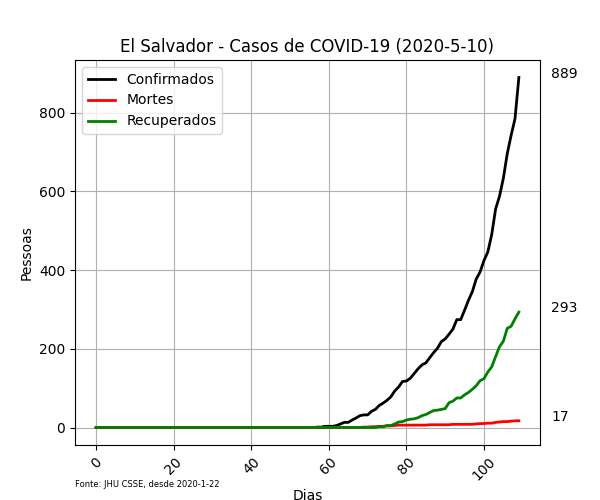 El Salvador - Casos de COVID-19 (2020-5-10)
Confirmados
Mortes
Recuperados
889
293
17
800
600
400
200
0
Pessoas
0 20 40 60 80 100
Fonte: JHU CSSE, desde 2020-1-22
Dias